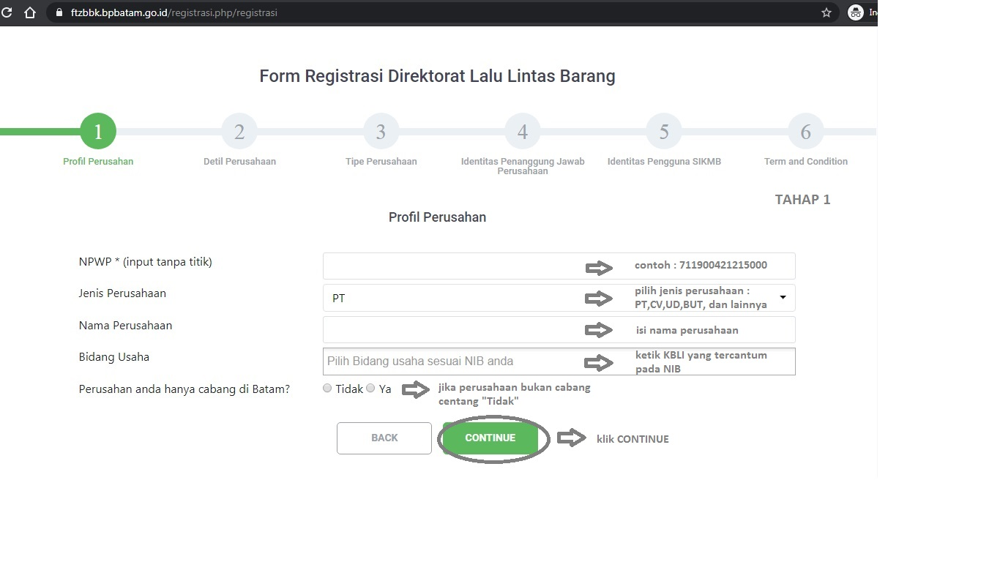 ftzbbk.bpbatam.go.id/registrasi.php/registrasi
In
Form Registrasi Direktorat Lalu Lintas Barang
1 2 3 4 5 6
Profil Perusahan Detil Perusahaan Tipe Perusahaan Identitas Penanggung Jawab Identitas Pengguna SIKMB Term and Condition
Perusahaan
TAHAP 1
Profil Perusahan
NPWP * (input tanpa titik) contoh : 711900421215000
Jenis Perusahaan PT pilih jenis perusahaan :
PT,CV,UD,BUT, dan lainnya
Nama Perusahaan isi nama perusahaan
Bidang Usaha Pilih Bidang usaha sesuai NIB anda ketik KBLI yang tercantum
pada NIB
Perusahan anda hanya cabang di Batam? Tidak Ya jika perusahaan bukan cabang
centang "Tidak"
BACK CONTINUE klik CONTINUE